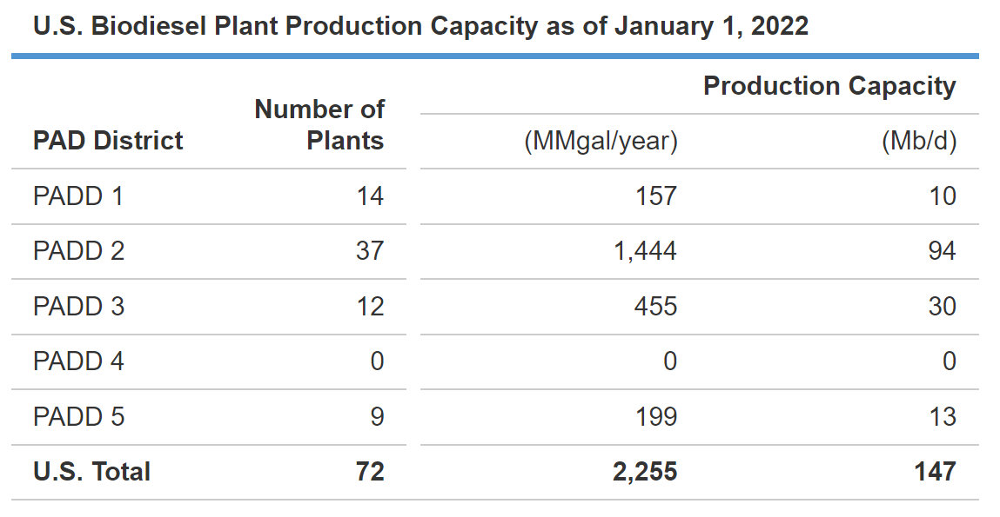 U.S. Biodiesel Plant Production Capacity as of January 1, 2022
PAD District Number of Plants Production Capacity
(MMgal/year) (Mb/d)
PADD 1 14 157 10
PADD 2 37 1,444 94
PADD 3 12 455 30
PADD 4 0 0 0
PADD 5 9 199 13
U.S. Total 72 2,255 147